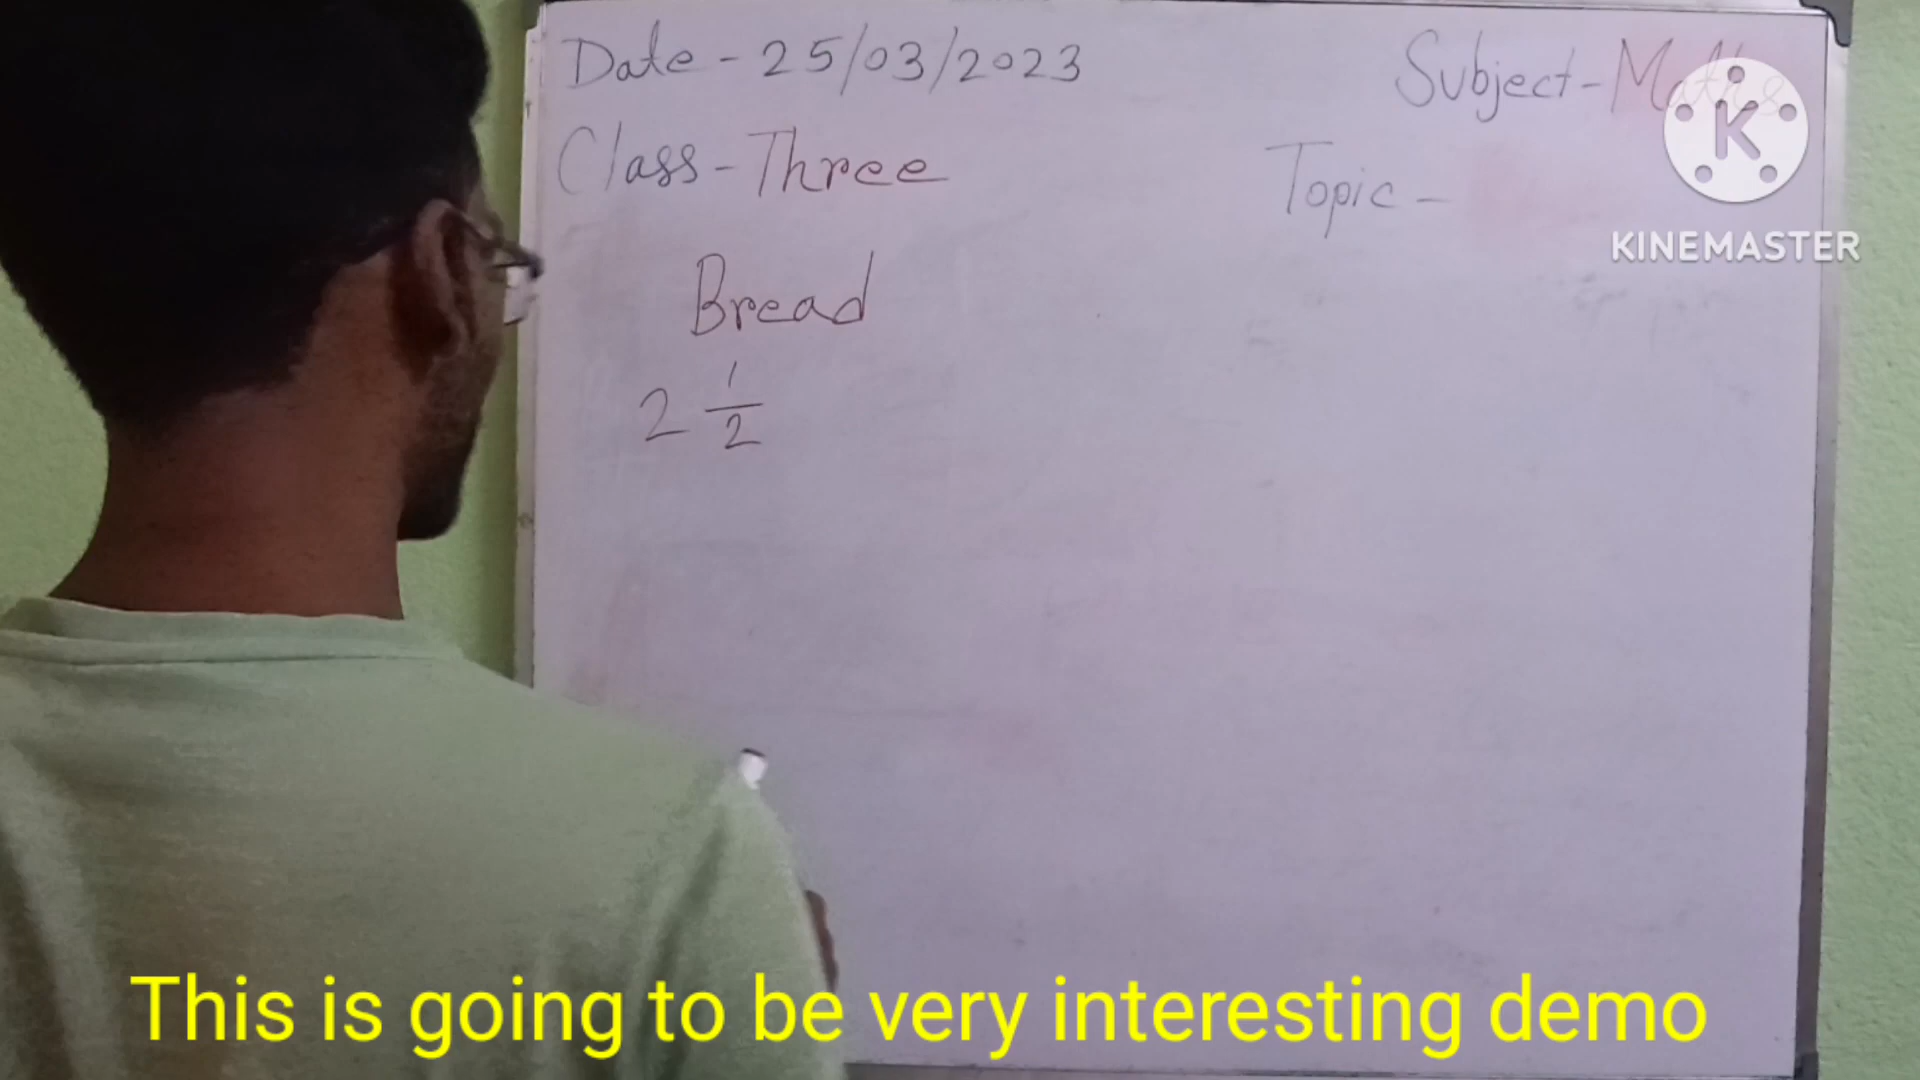 Date - 25/03/2023
Subject - Maths
Class - Three
Topic -
K
KINEMASTER
Bread
2 1/2
This is going to be very interesting demo